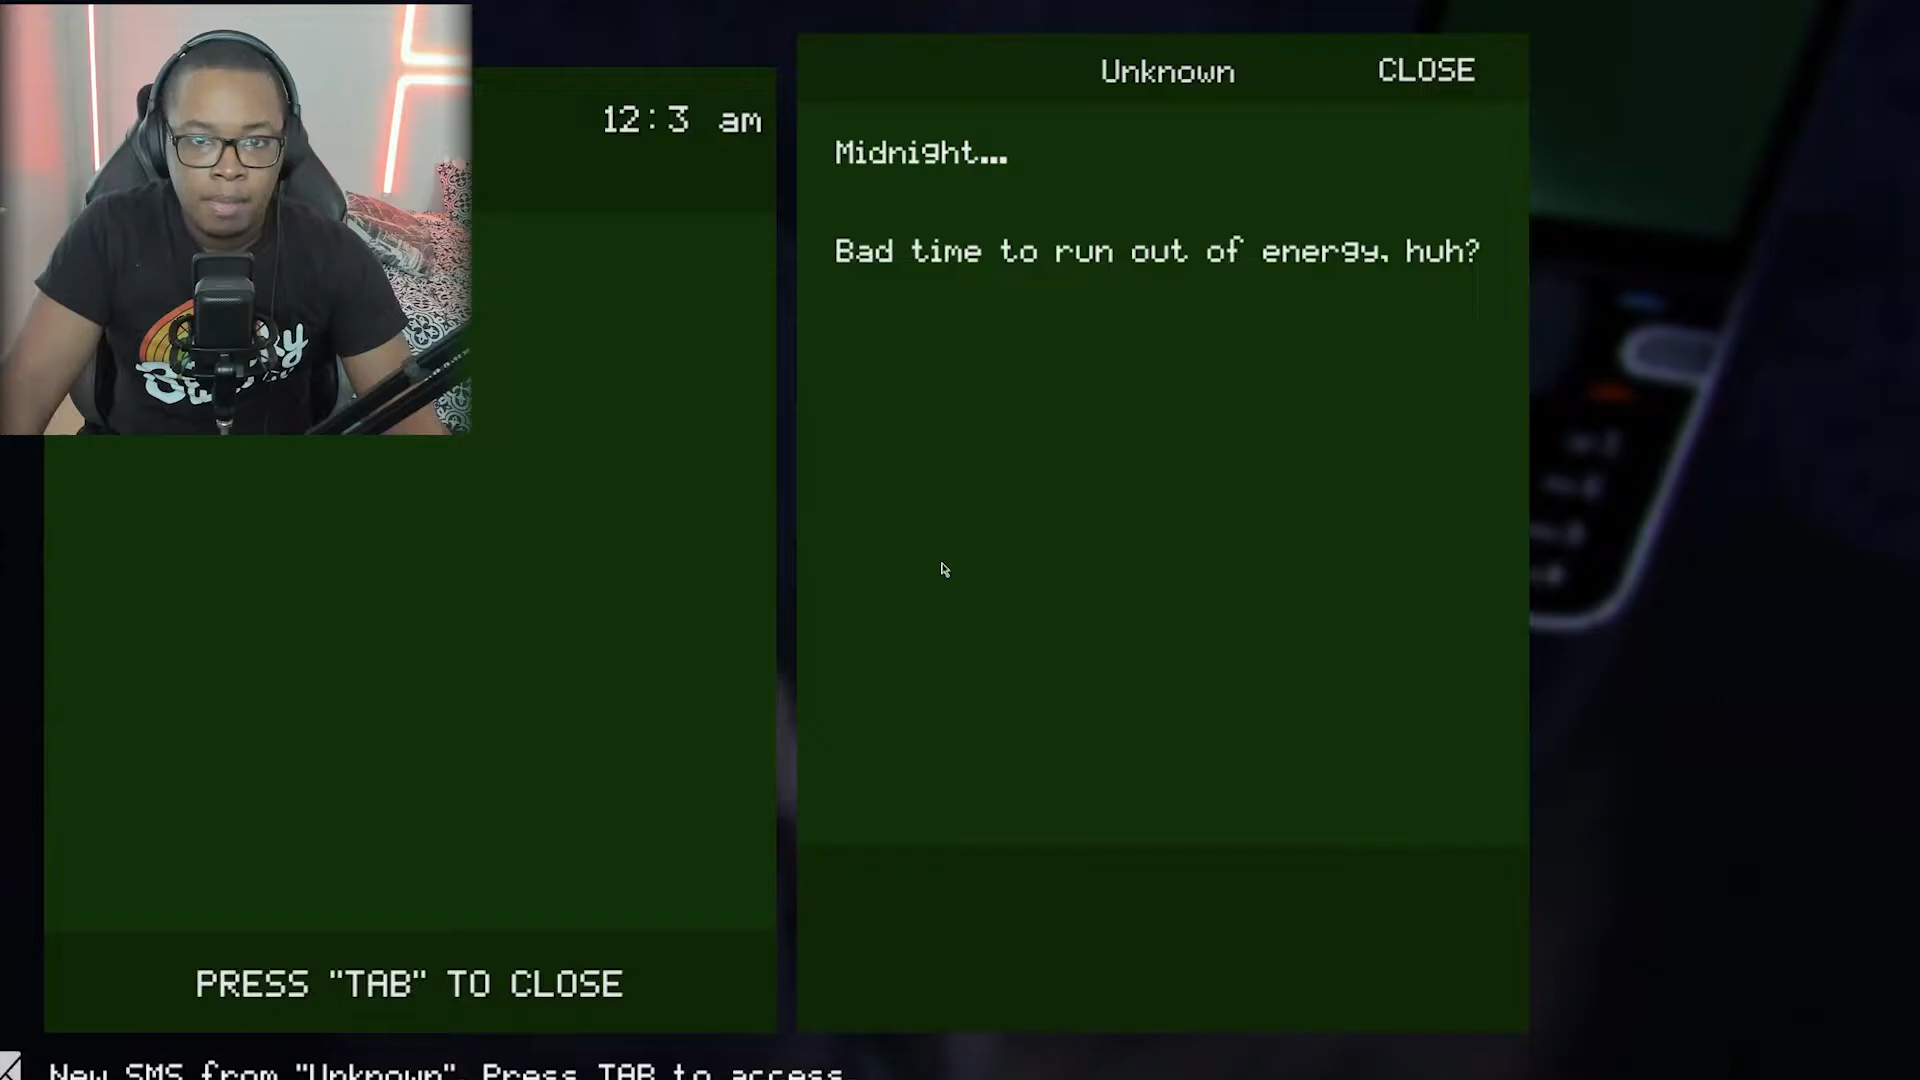 Unknown CLOSE
12:3 am
Midnight...
Bad time to run out of energy, huh?
PRESS "TAB" TO CLOSE
New SMS from "Unknown". Press TAB to access